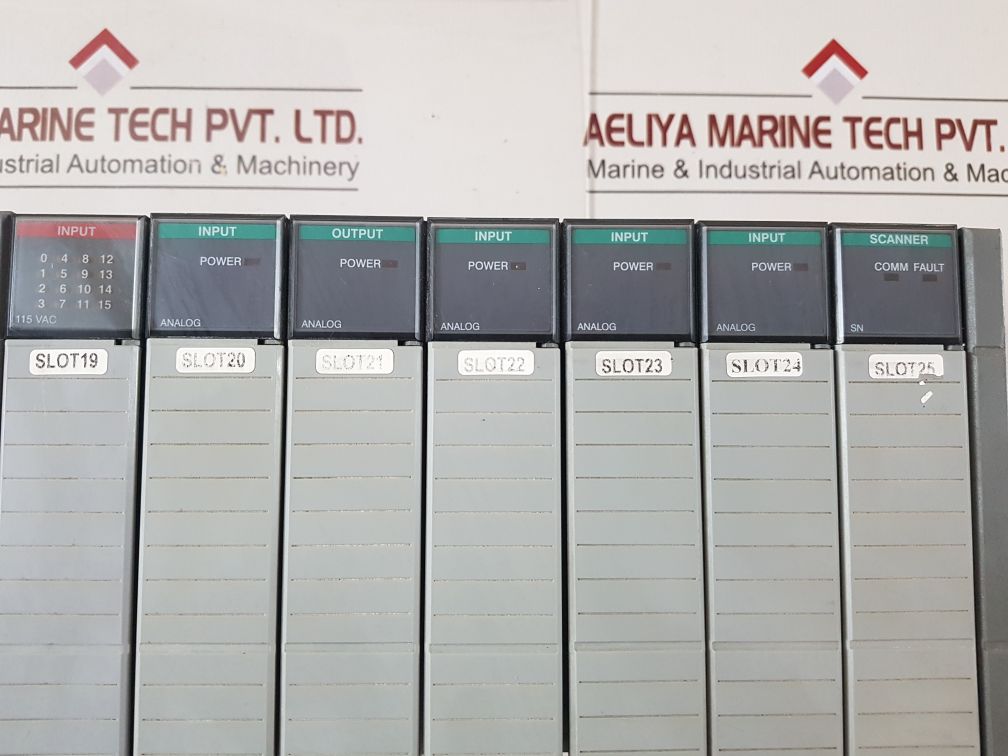 ARINE TECH PVT. LTD.
ustrial Automation & Machinery
AELIYA MARINE TECH PVT.
Marine & Industrial Automation & Mac
INPUT
0 4 8 12
1 5 9 13
2 6 10 14
3 7 11 15
115 VAC
SLOT19
INPUT
POWER
ANALOG
SLOT20
OUTPUT
POWER
ANALOG
SLOT21
INPUT
POWER
ANALOG
SLOT22
INPUT
POWER
ANALOG
SLOT23
INPUT
POWER
ANALOG
SLOT24
SCANNER
COMM FAULT
SN
SLOT25